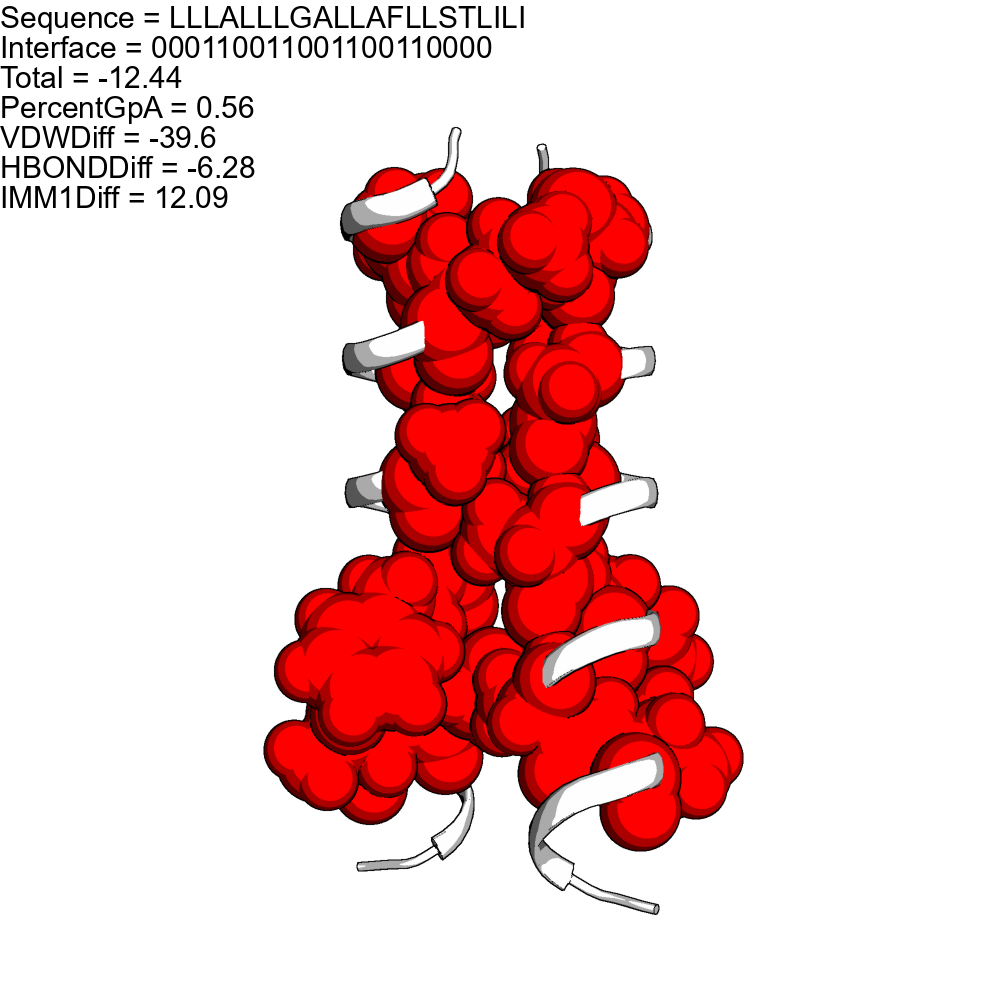 Sequence = LLLALLLGALLAFLLSTLILI
Interface = 000110011001100110000
Total = -12.44
PercentGpA = 0.56
VDWDiff = -39.6
HBONDDiff = -6.28
IMM1Diff = 12.09